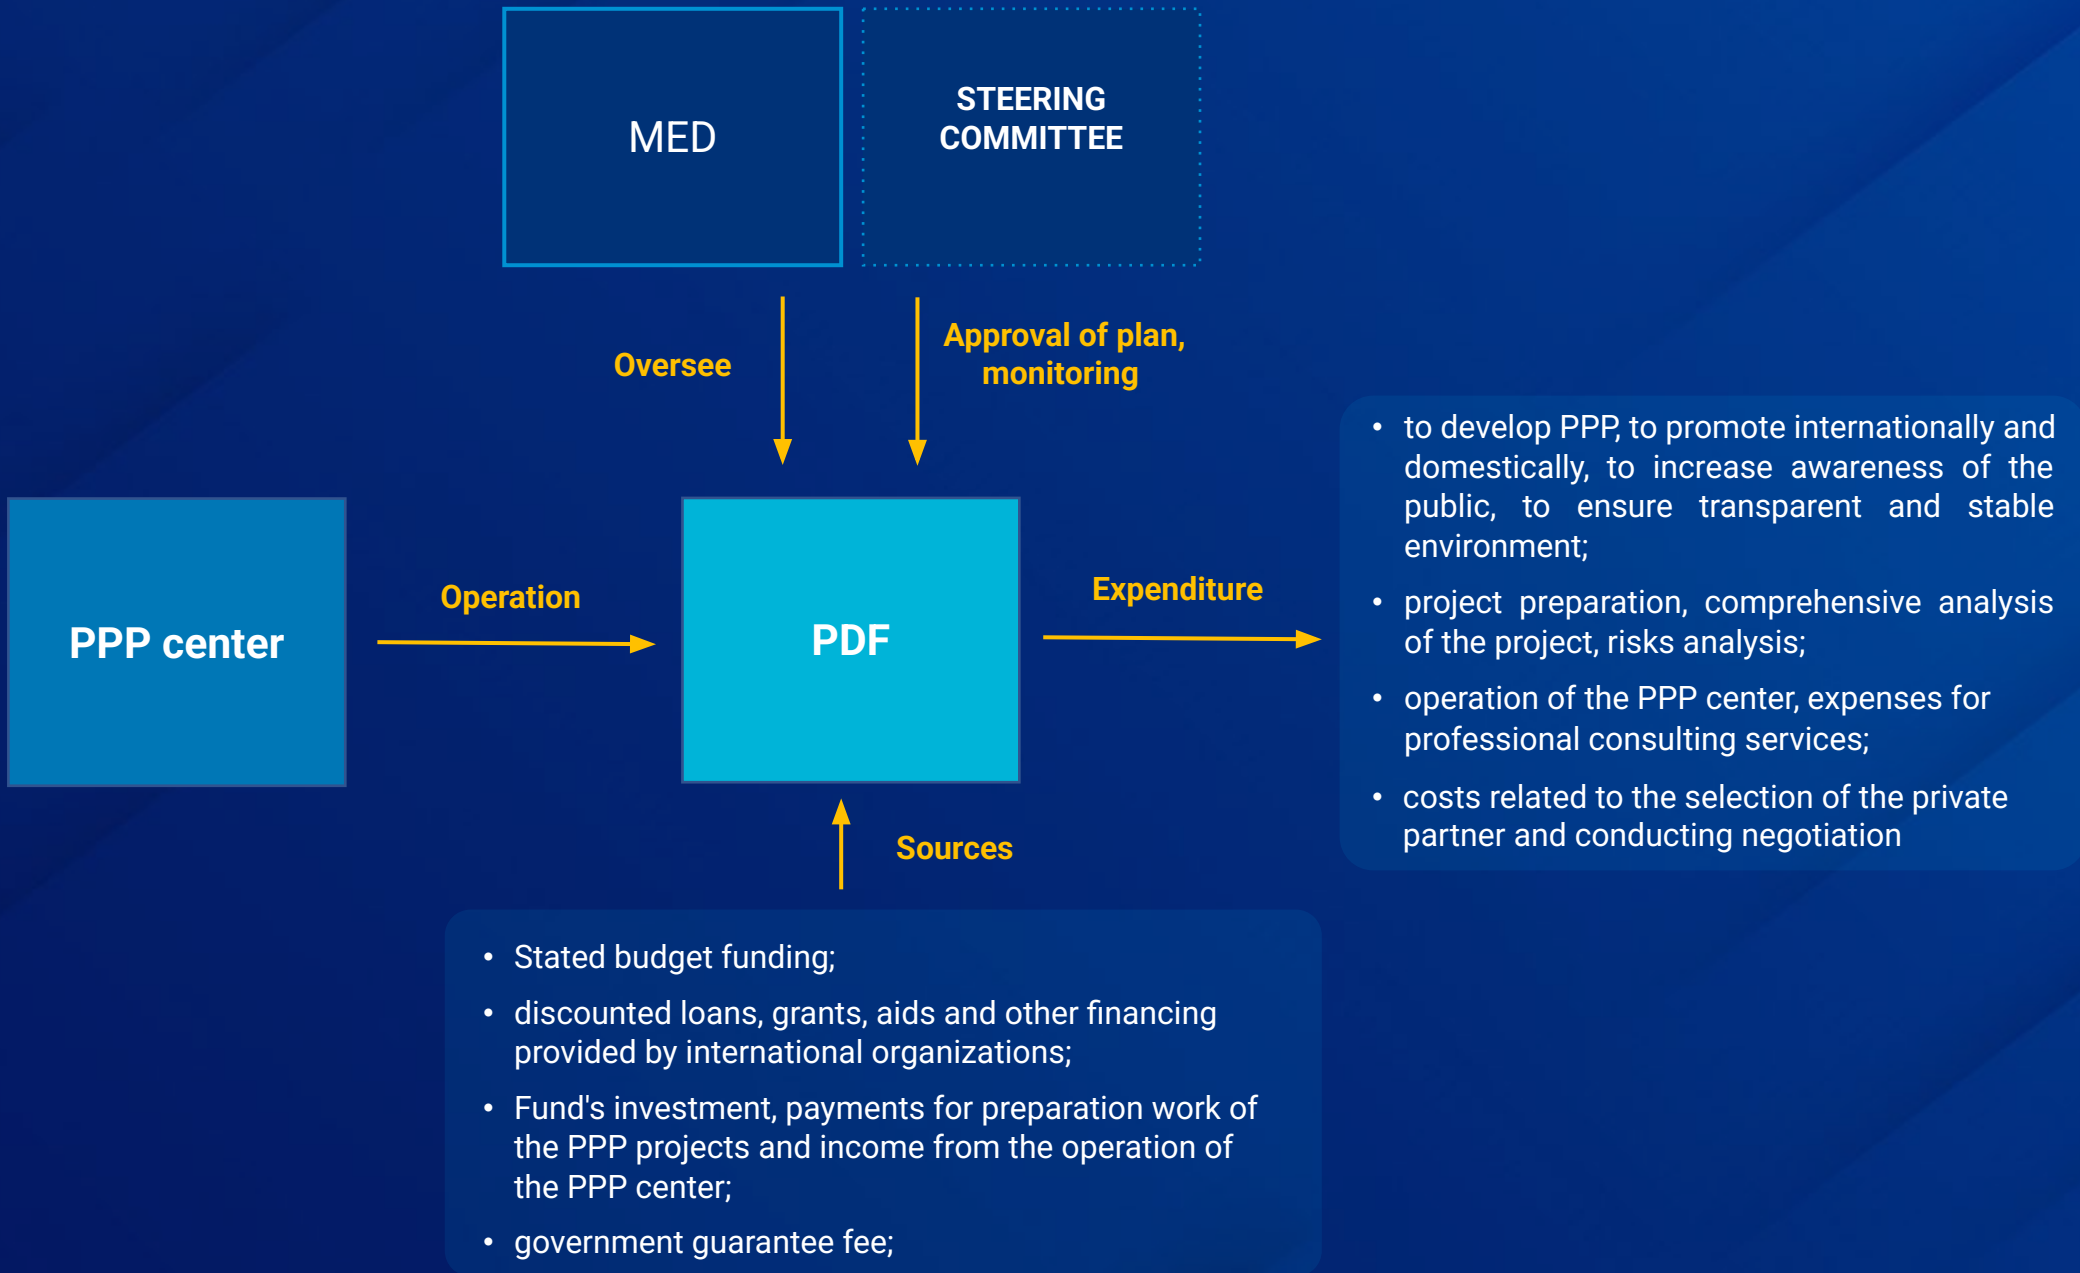 MED
STEERING
COMMITTEE
Oversee
Approval of plan,
monitoring
PPP center
Operation
PDF
Expenditure
• to develop PPP, to promote internationally and
domestically, to increase awareness of the
public, to ensure transparent and stable
environment;
• project preparation, comprehensive analysis
of the project, risks analysis;
• operation of the PPP center, expenses for
professional consulting services;
• costs related to the selection of the private
partner and conducting negotiation
Sources
• Stated budget funding;
• discounted loans, grants, aids and other financing
provided by international organizations;
• Fund's investment, payments for preparation work of
the PPP projects and income from the operation of
the PPP center;
• government guarantee fee;